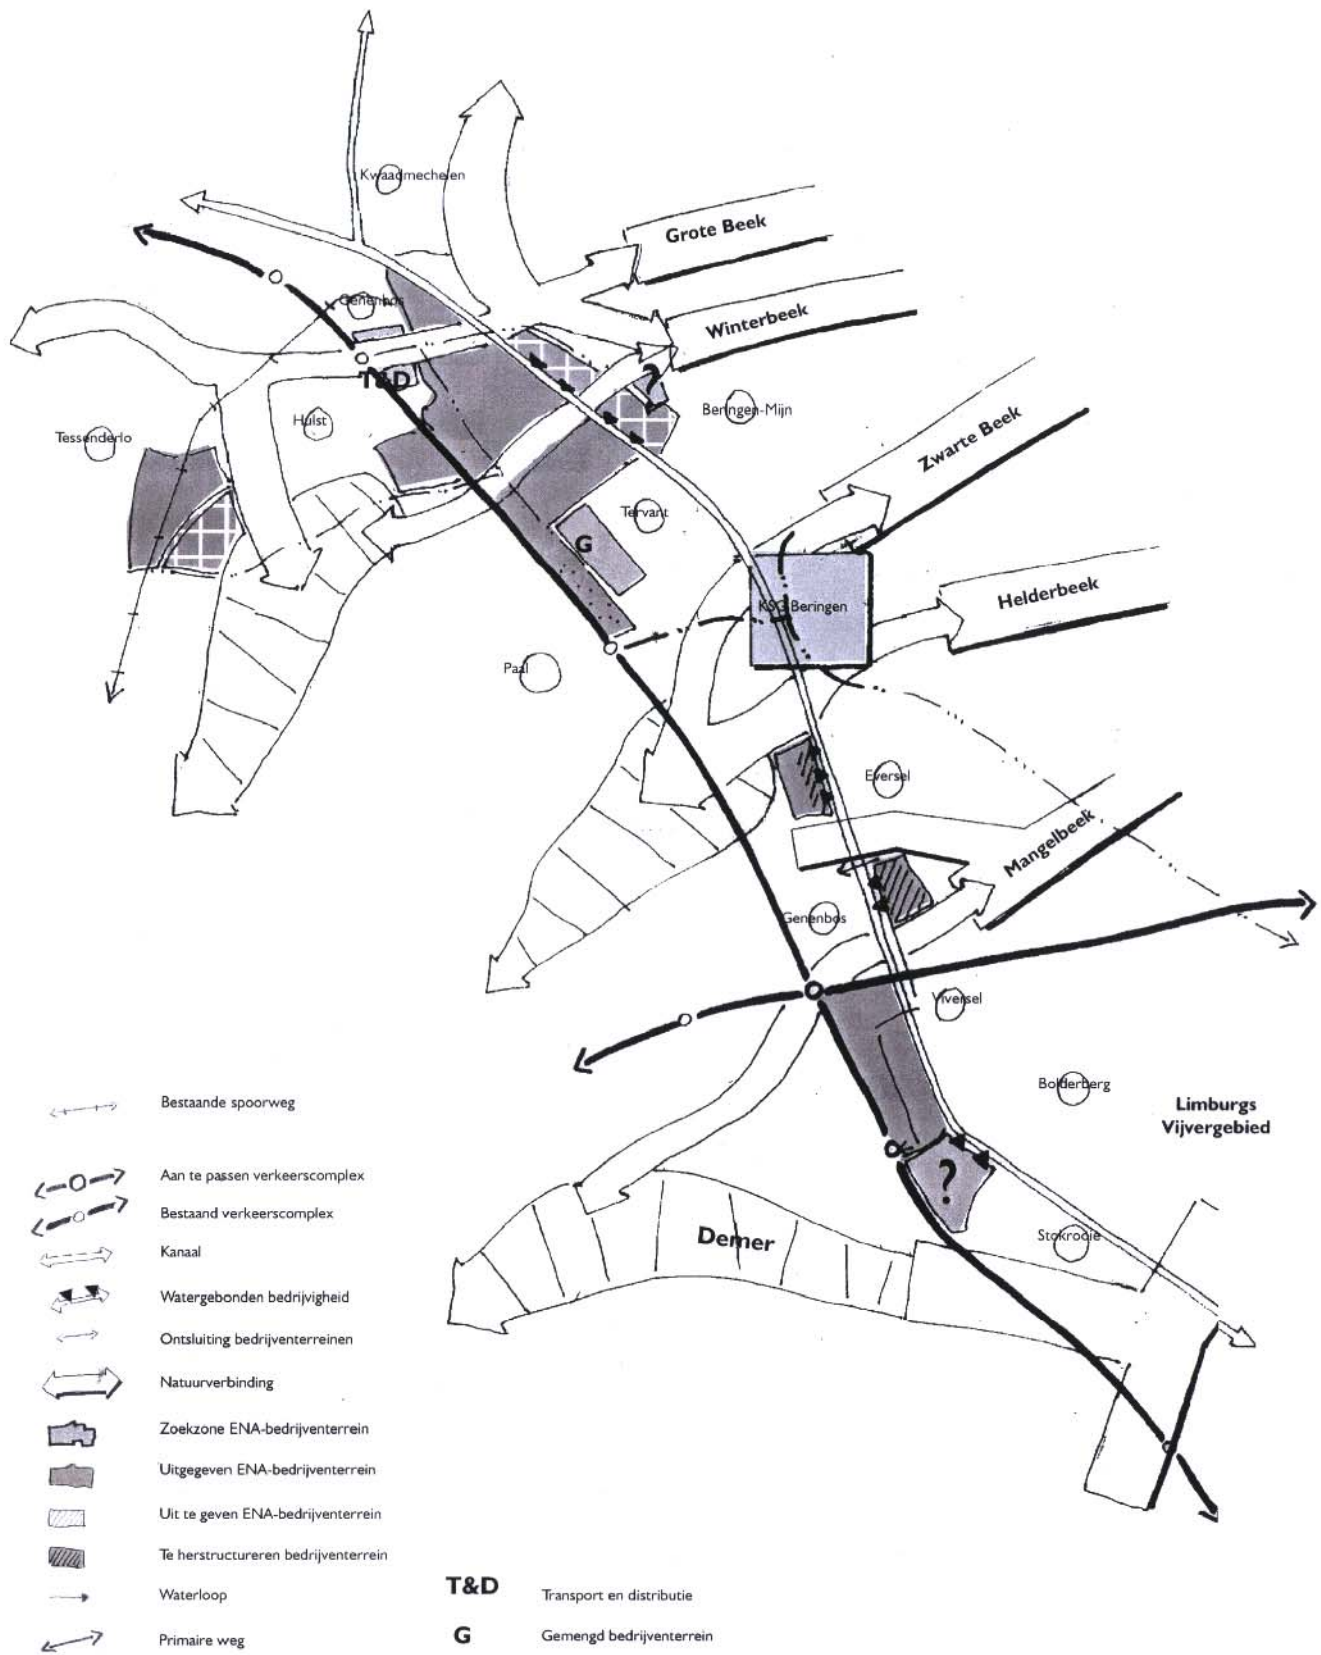 Kwaadmechelen
Grote Beek
Genenbos
Winterbeek
T&D
?
Beringen-Mijn
Hulst
Tessenderlo
Zwarte Beek
Tervant
G
KSG Beringen
Helderbeek
Paal
Eversel
Mangelbeek
Genenbos
Viversel
Bolderberg
Limburgs
Vijvergebied
?
Demer
Stokrooie
Bestaande spoorweg
Aan te passen verkeerscomplex
Bestaand verkeerscomplex
Kanaal
Watergebonden bedrijvigheid
Ontsluiting bedrijventerreinen
Natuurverbinding
Zoekzone ENA-bedrijventerrein
Uitgegeven ENA-bedrijventerrein
Uit te geven ENA-bedrijventerrein
Te herstructureren bedrijventerrein
Waterloop
Primaire weg
T&D Transport en distributie
G Gemengd bedrijventerrein